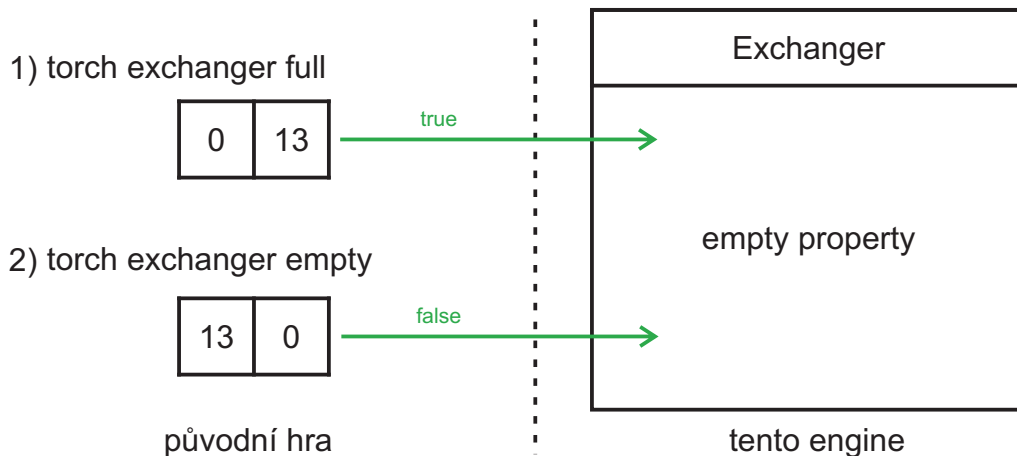 1) torch exchanger full
0 13
true
2) torch exchanger empty
13 0
false
původní hra
Exchanger
empty property
tento engine